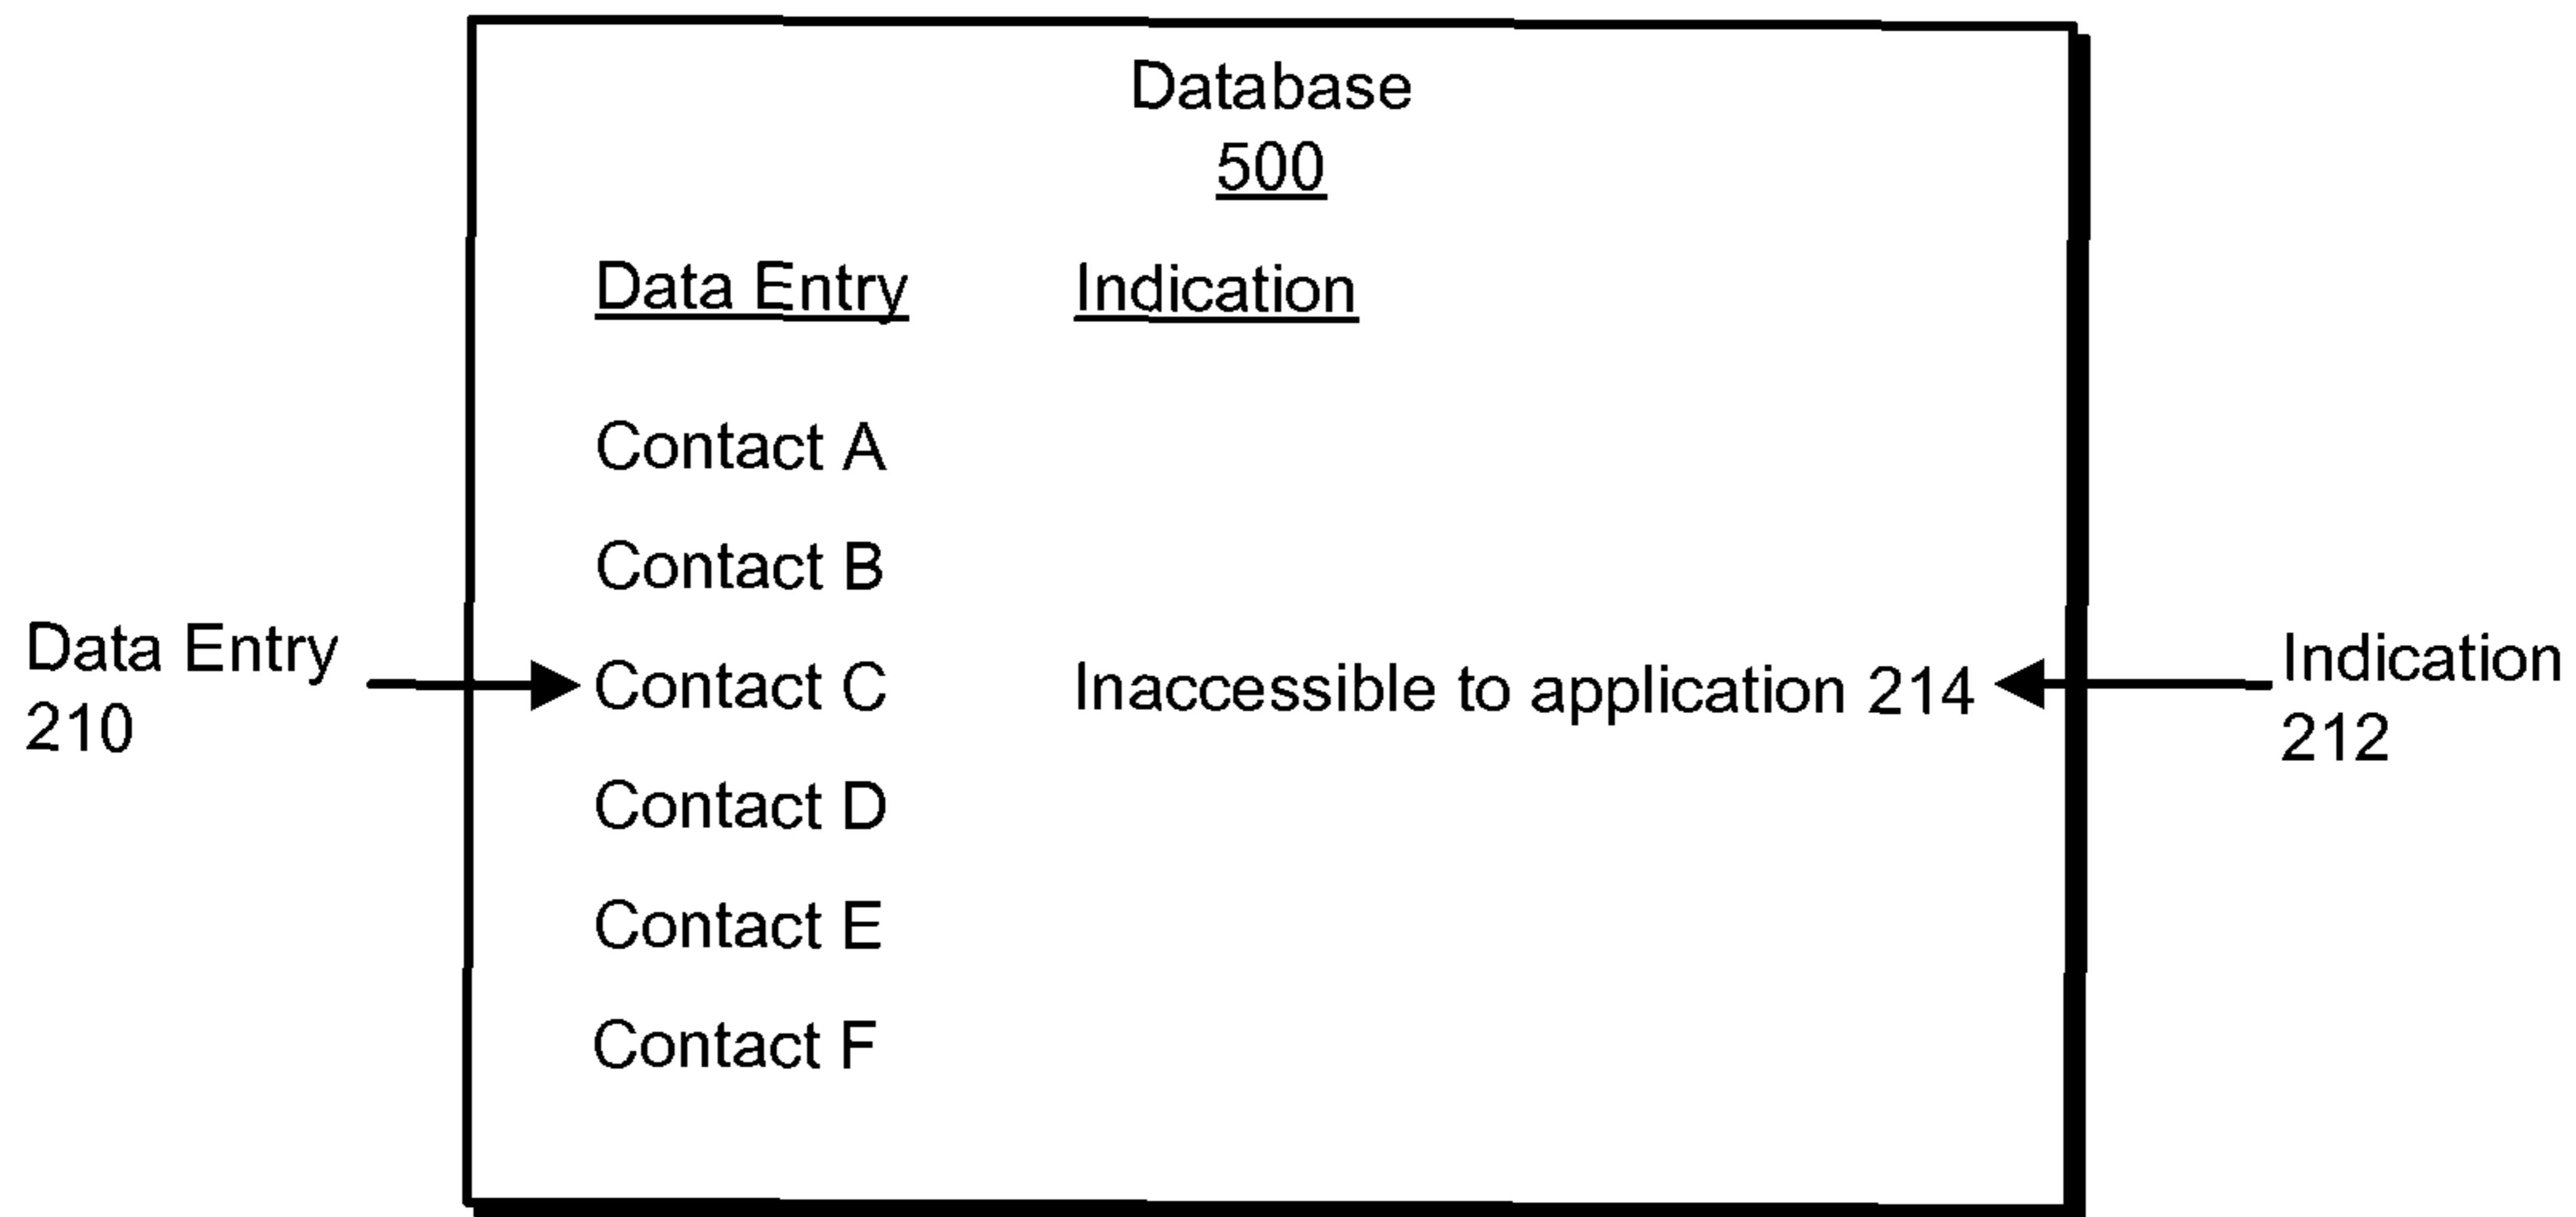 Database
500
Data Entry Indication
Contact A
Contact B
Data Entry
210
Contact C Inaccessible to application 214
Indication
212
Contact D
Contact E
Contact F